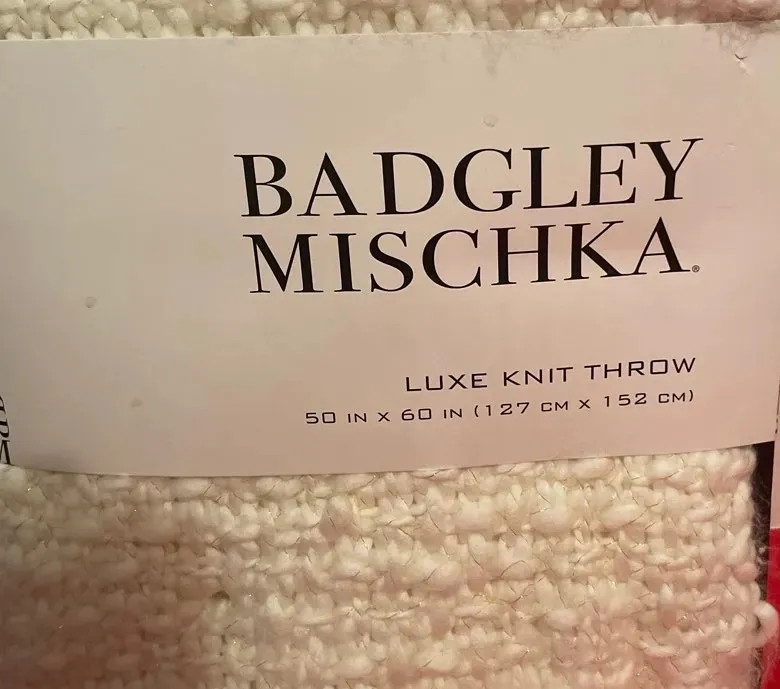 BADGLEY
MISCHKA®
LUXE KNIT THROW
50 IN X 60 IN (127 CM X 152 CM)